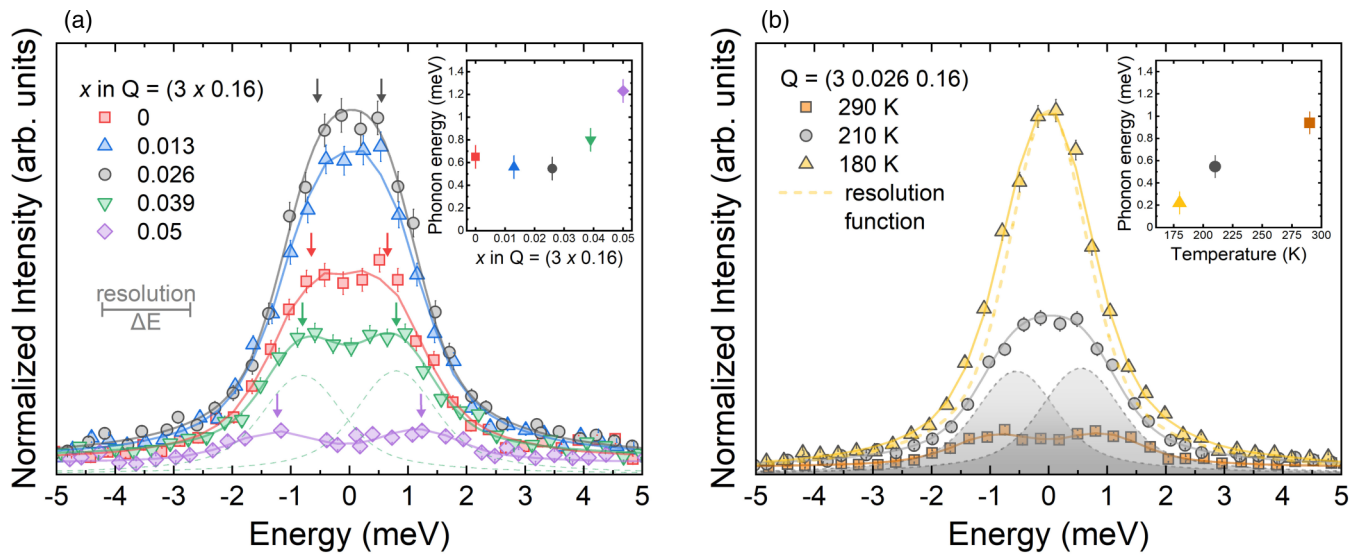 (a)
Normalized Intensity (arb. units)
x in Q = (3 x 0.16)
0
0.013
0.026
0.039
0.05
resolution
ΔE
Phonon energy (meV)
1.4
1.2
1.0
0.8
0.6
0.4
0.2
0
0 0.01 0.02 0.03 0.04 0.05
x in Q = (3 x 0.16)
-5 -4 -3 -2 -1 0 1 2 3 4 5
Energy (meV)
(b)
Normalized Intensity (arb. units)
Q = (3 0.026 0.16)
290 K
210 K
180 K
resolution
function
Phonon energy (meV)
1.4
1.2
1.0
0.8
0.6
0.4
0.2
0
175 200 225 250 275 300
Temperature (K)
-5 -4 -3 -2 -1 0 1 2 3 4 5
Energy (meV)